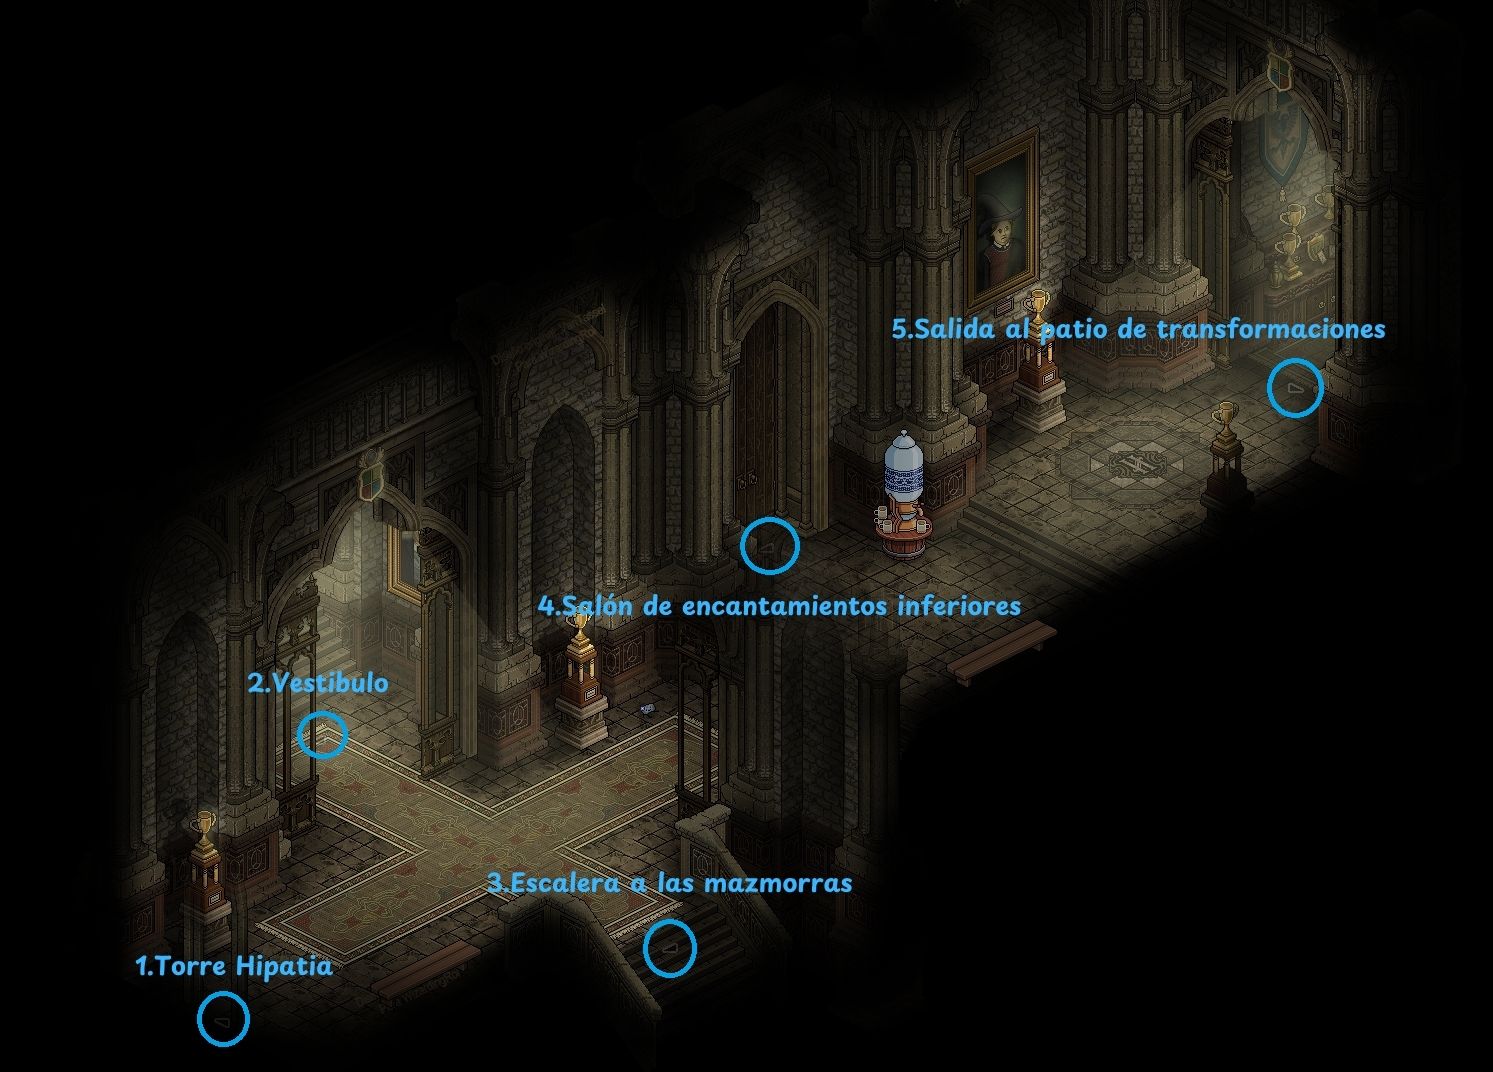 5.Salida al patio de transformaciones
4.Salón de encantamientos inferiores
2.Vestíbulo
3.Escalera a las mazmorras
1.Torre Hipatia